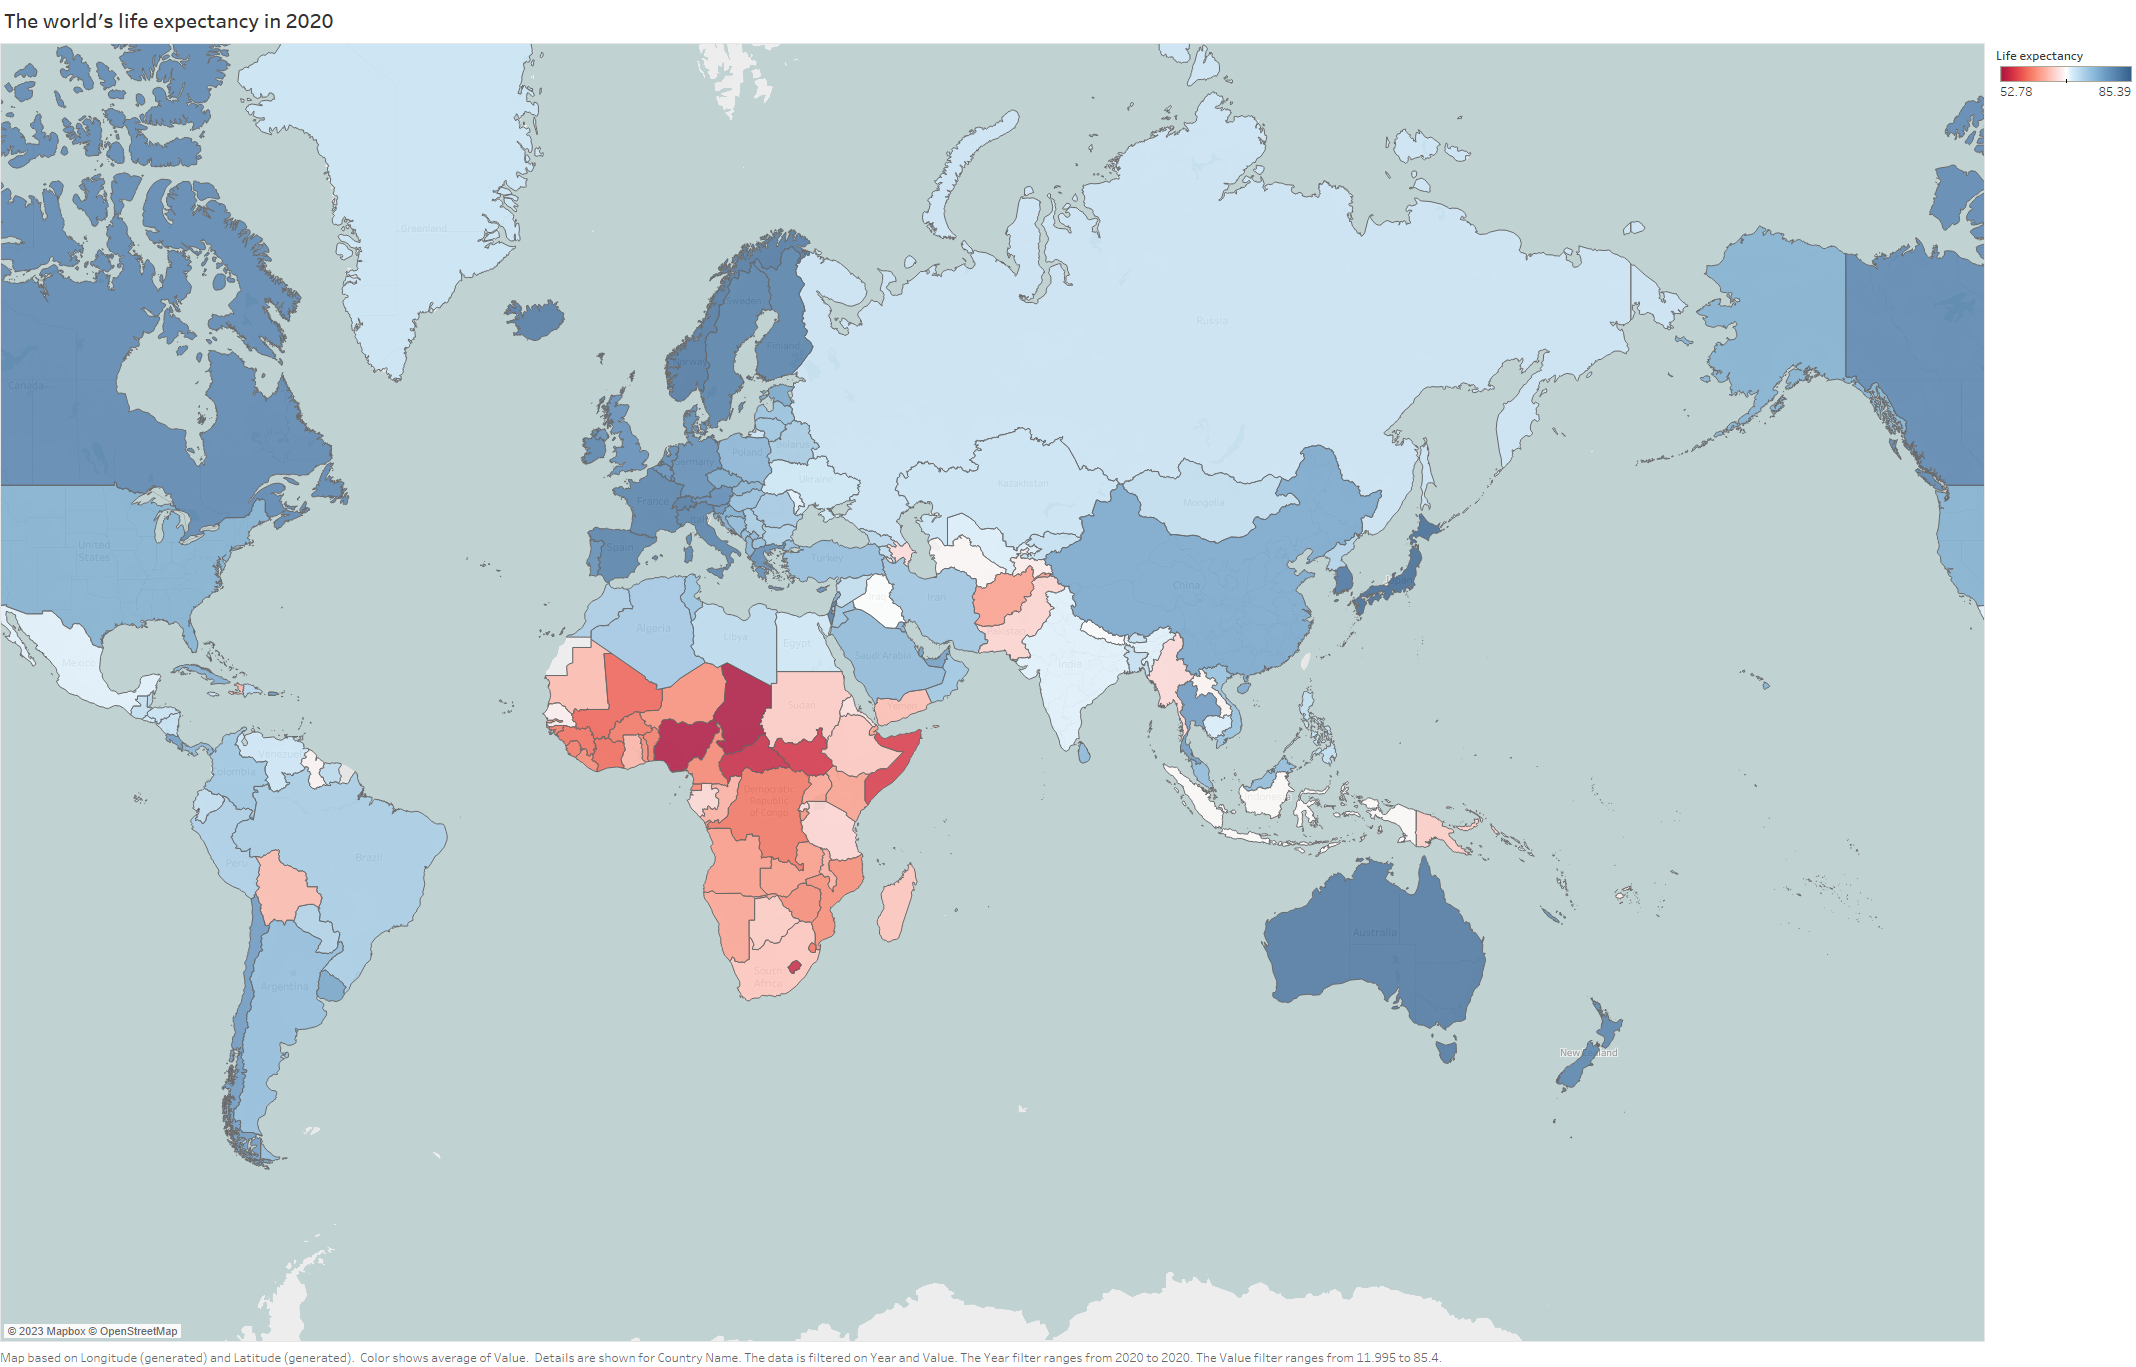 The world's life expectancy in 2020
Life expectancy
52.78 85.39
Greenland
Sweden
Norway
Finland
Russia
Canada
Poland
Belarus
Germany
Ukraine
Kazakhstan
Mongolia
France
United
States
Spain
Turkey
China
Japan
Iraq
Iran
Algeria
Libya
Egypt
Pakistan
Saudi Arabia
Mexico
India
Sudan
Yemen
Venezuela
Colombia
Democratic
Republic
of Congo
Indonesia
Peru
Brazil
Australia
South
Africa
Argentina
New Zealand
© 2023 Mapbox © OpenStreetMap
Map based on Longitude (generated) and Latitude (generated). Color shows average of Value. Details are shown for Country Name. The data is filtered on Year and Value. The Year filter ranges from 2020 to 2020. The Value filter ranges from 11.995 to 85.4.